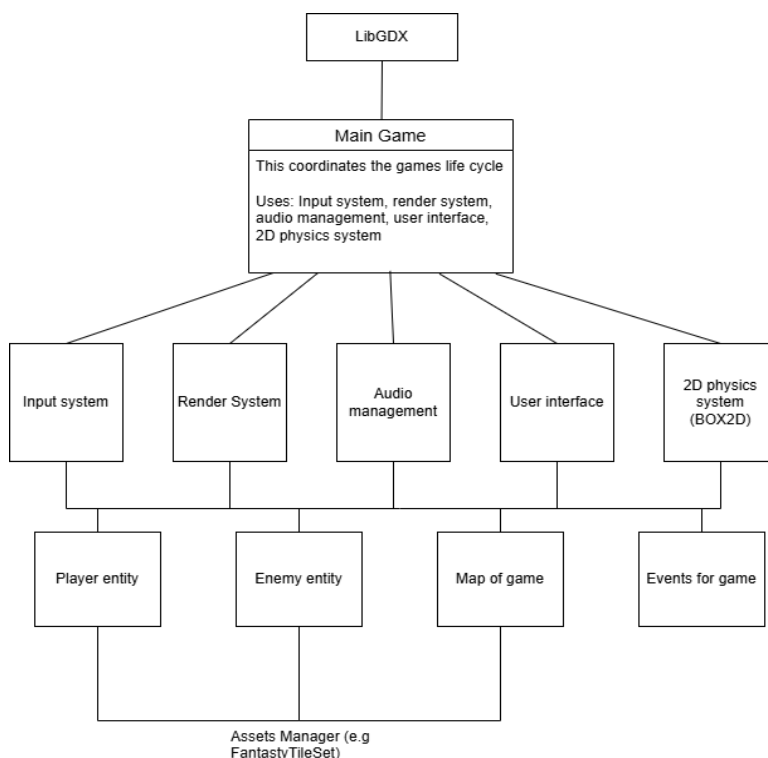 LibGDX
Main Game
This coordinates the games life cycle
Uses: Input system, render system,
audio management, user interface,
2D physics system
Input system
Render System
Audio
management
User interface
2D physics
system
(BOX2D)
Player entity
Enemy entity
Map of game
Events for game
Assets Manager (e.g
FantastyTileSet)